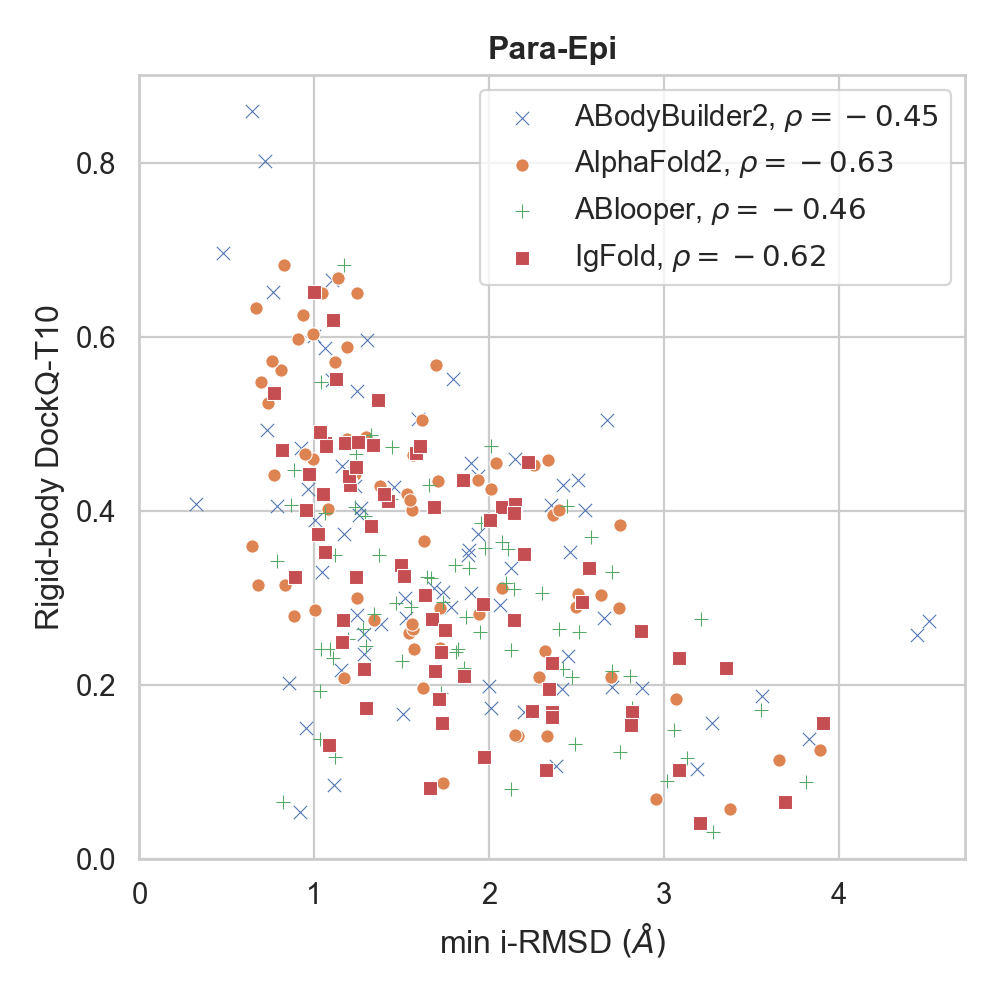 Para-Epi
ABodyBuilder2, ρ = −0.45
AlphaFold2, ρ = −0.63
ABlooper, ρ = −0.46
IgFold, ρ = −0.62
Rigid-body DockQ-T10
0.8
0.6
0.4
0.2
0.0
0 1 2 3 4
min i-RMSD (Å)